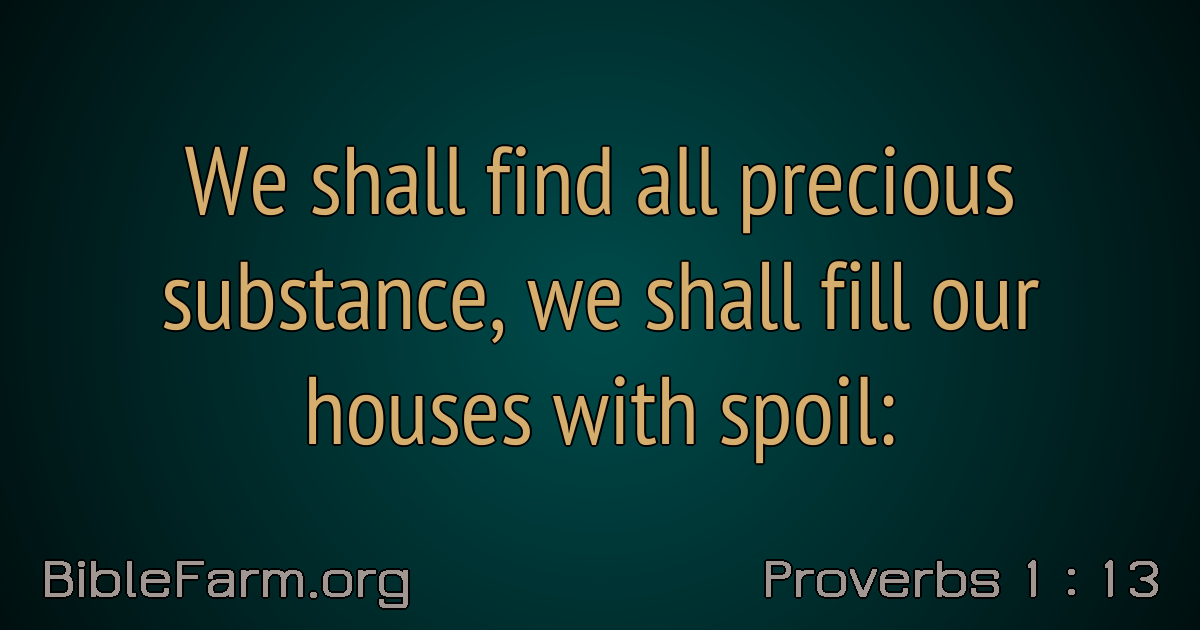 We shall find all precious
substance, we shall fill our
houses with spoil:
BibleFarm.org
Proverbs 1 : 13